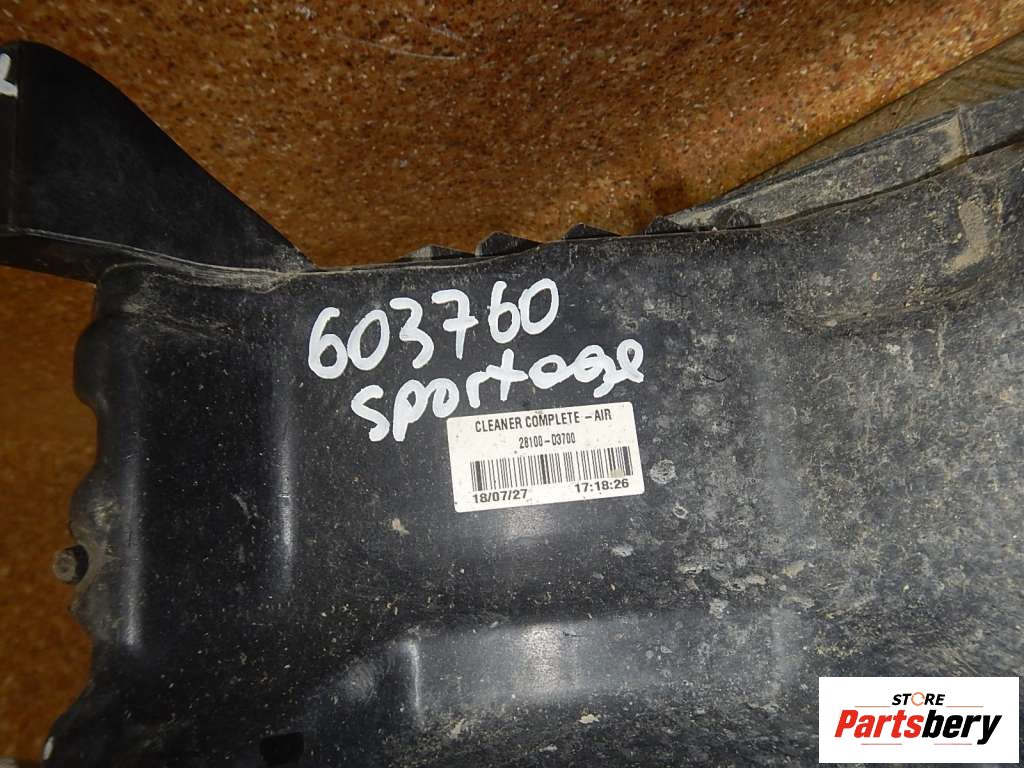 603760
sportage
CLEANER COMPLETE - AIR
28100-D3700
18/07/27 17:18:26
STORE
Partsbery